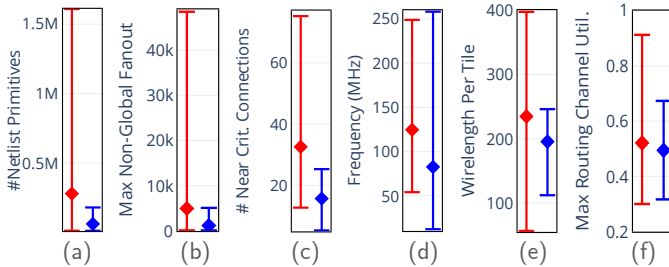 #Netlist Primitives
1.5M
1M
0.5M
(a)
Max Non-Global Fanout
40k
30k
20k
10k
0
(b)
# Near Crit. Connections
60
40
20
(c)
Frequency (MHz)
250
200
150
100
50
(d)
Wirelength Per Tile
400
300
200
100
(e)
Max Routing Channel Util.
1
0.8
0.6
0.4
0.2
(f)